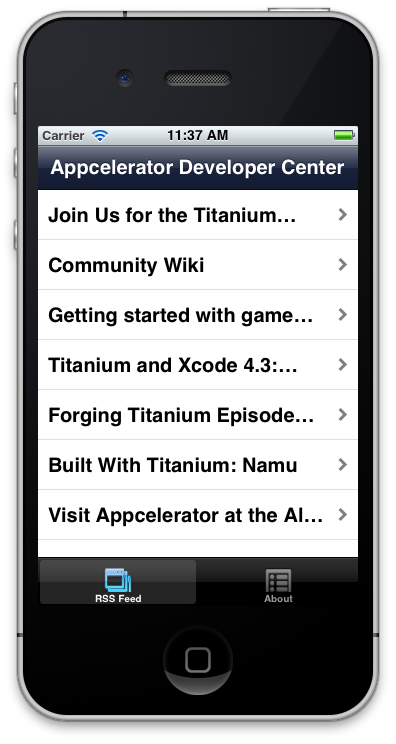 Carrier 11:37 AM
Appcelerator Developer Center
Join Us for the Titanium...
Community Wiki
Getting started with game...
Titanium and Xcode 4.3:...
Forging Titanium Episode...
Built With Titanium: Namu
Visit Appcelerator at the Al...
RSS Feed About